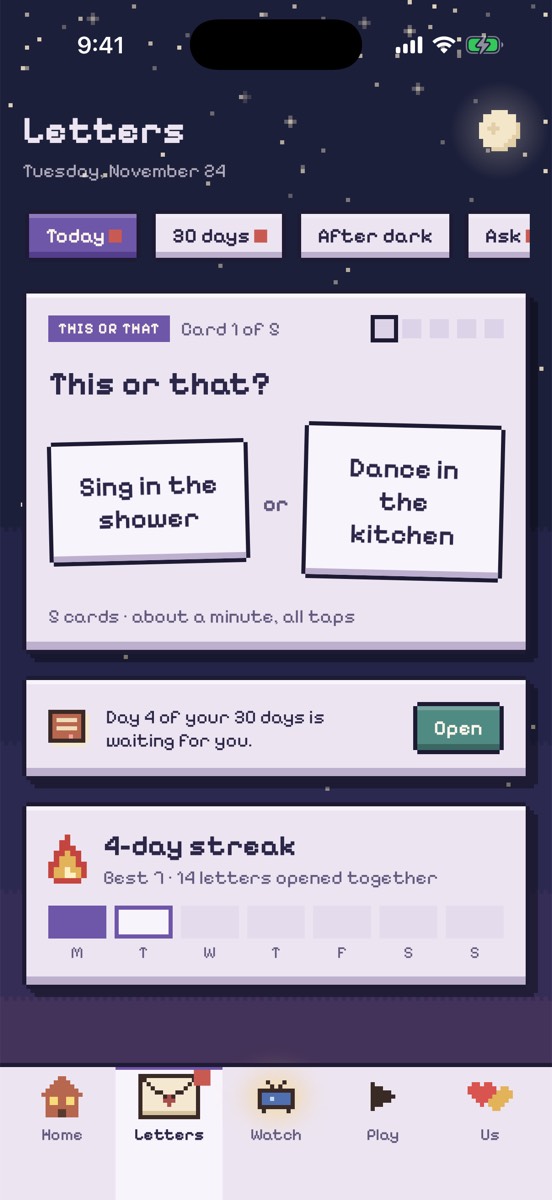 9:41
Letters
Tuesday, November 24
Today
30 days
After dark
Ask
THIS OR THAT
Card 1 of 8
This or that?
Sing in the
shower
or
Dance in
the
kitchen
8 cards · about a minute, all taps
Day 4 of your 30 days is
waiting for you.
Open
4-day streak
Best 7 · 14 letters opened together
M T W T F S S
Home
Letters
Watch
Play
Us